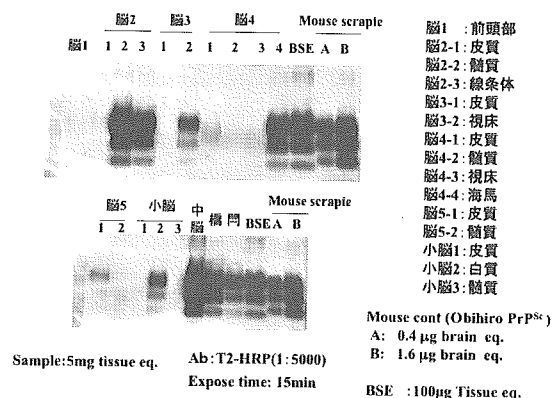 脳2 脳3 脳4 Mouse scrapie
脳1 1 2 3 1 2 1 2 3 4 BSE A B
脳5 小脳 中脳 橋 閂 BSE Mouse scrapie
1 2 1 2 3 A B
Sample:5mg tissue eq.
Ab:T2-HRP(1:5000)
Expose time: 15min
脳1 :前頭部
脳2-1:皮質
脳2-2:髄質
脳2-3:線条体
脳3-1:皮質
脳3-2:視床
脳4-1:皮質
脳4-2:髄質
脳4-3:視床
脳4-4:海馬
脳5-1:皮質
脳5-2:髄質
小脳1:皮質
小脳2:白質
小脳3:髄質
Mouse cont (Obihiro PrPSc)
A: 0.4 μg brain eq.
B: 1.6 μg brain eq.
BSE :100μg Tissue eq.